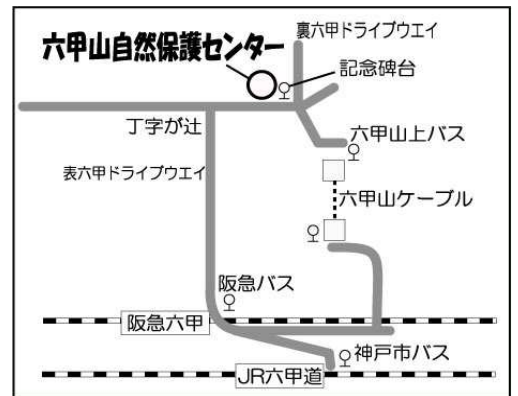 裏六甲ドライブウエイ
六甲山自然保護センター
記念碑台
丁字が辻
六甲山上バス
表六甲ドライブウエイ
六甲山ケーブル
阪急バス
阪急六甲
神戸市バス
JR六甲道